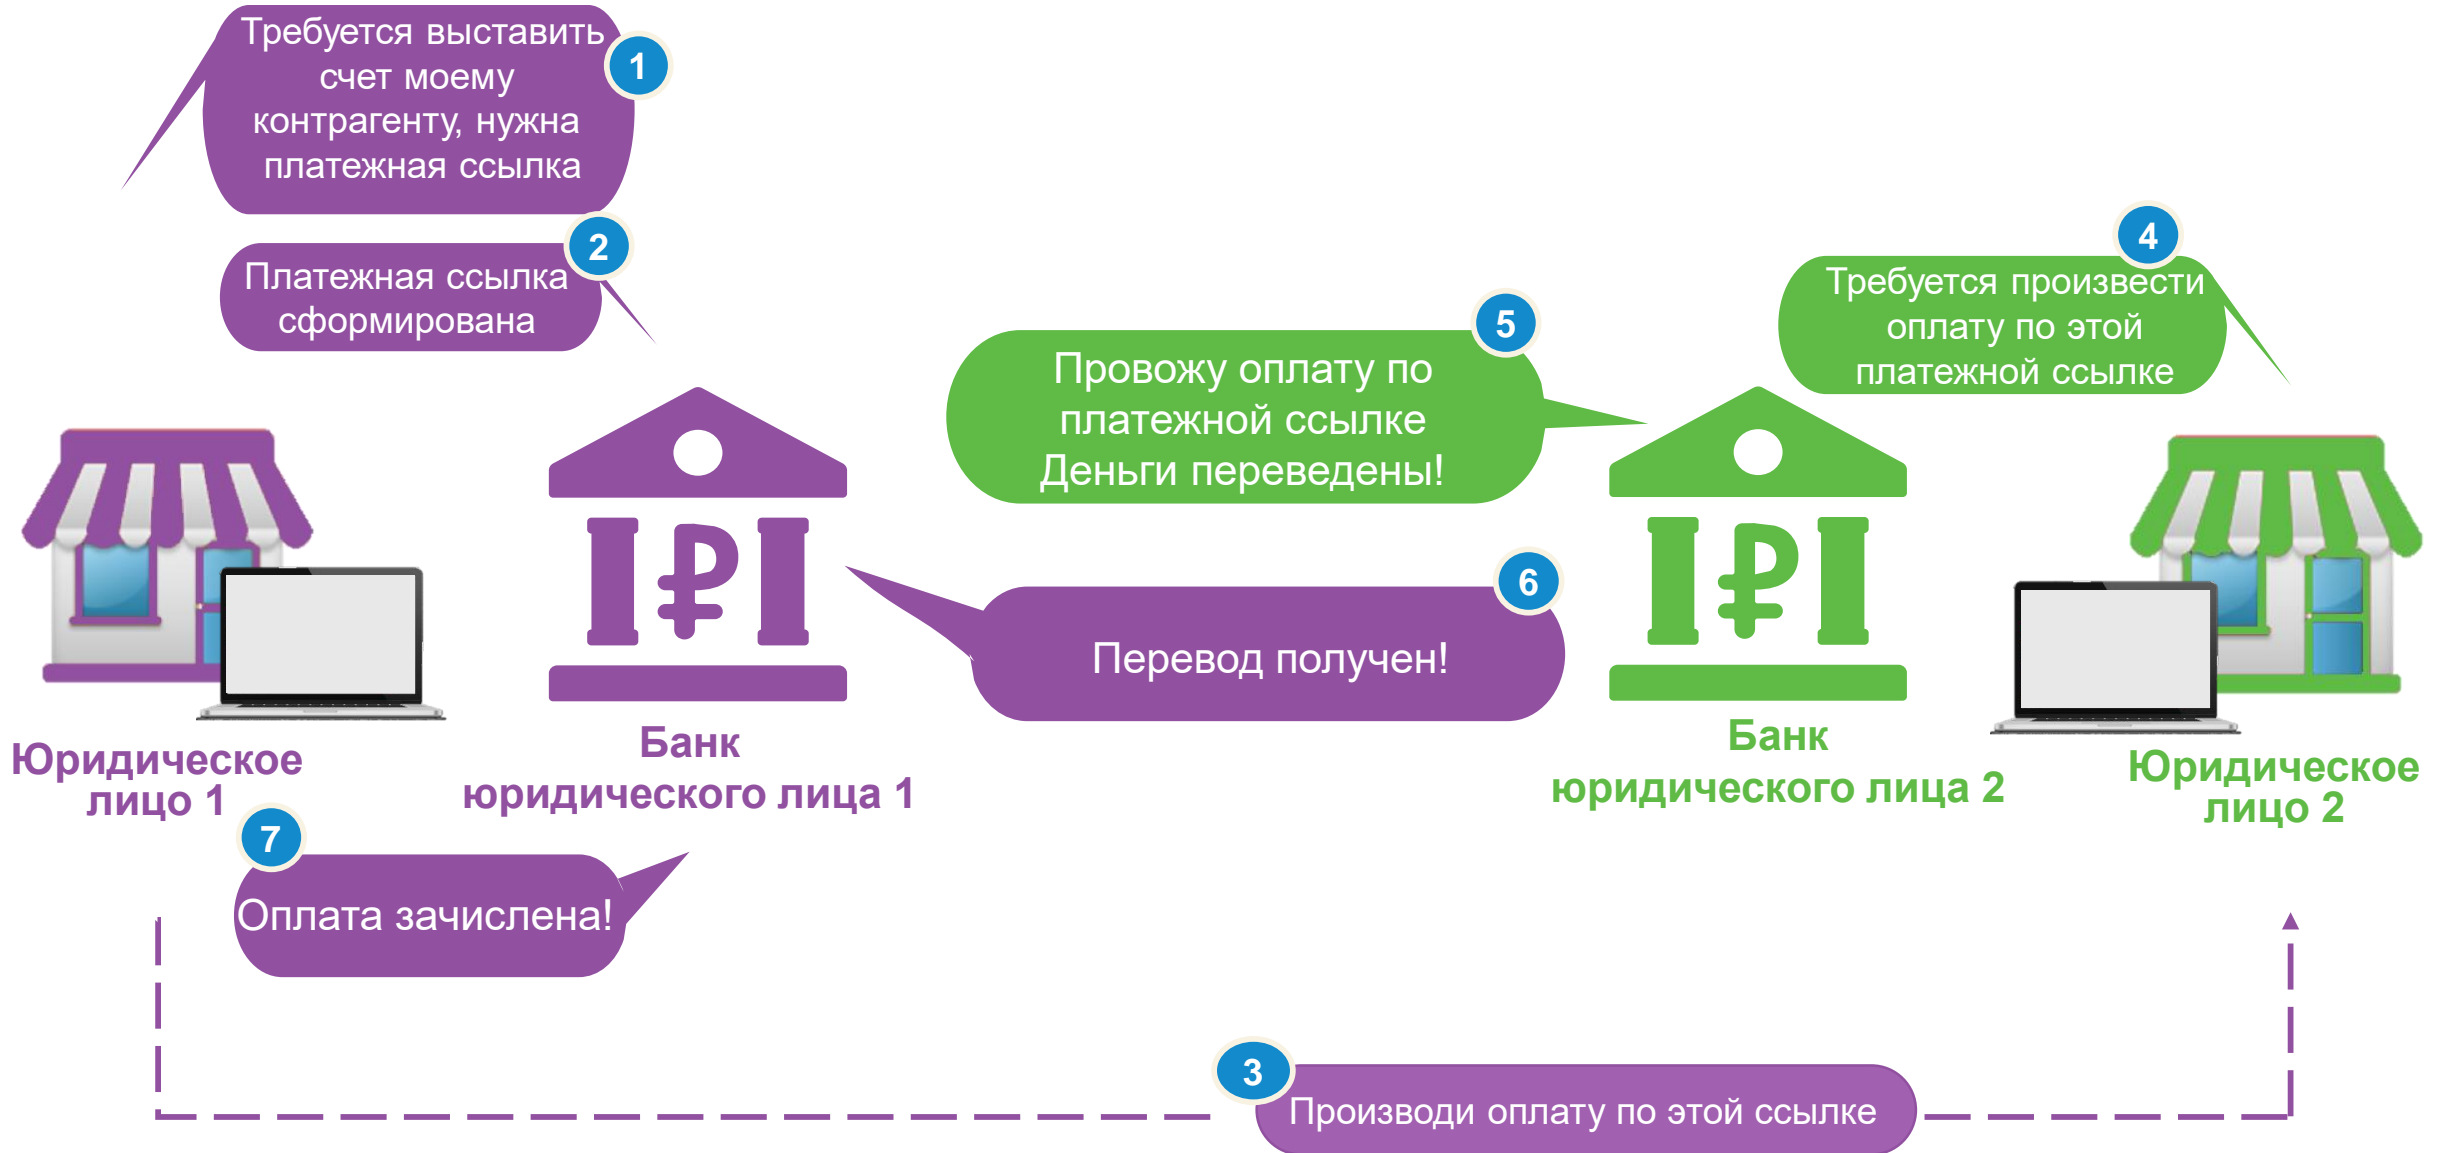 Требуется выставить
счет моему
контрагенту, нужна
платежная ссылка
1
2
Платежная ссылка
сформирована
4
Требуется произвести
оплату по этой
платежной ссылке
5
Провожу оплату по
платежной ссылке
Деньги переведены!
6
Перевод получен!
Юридическое
лицо 1
Банк
юридического лица 1
Банк
юридического лица 2
Юридическое
лицо 2
7
Оплата зачислена!
3
Производи оплату по этой ссылке